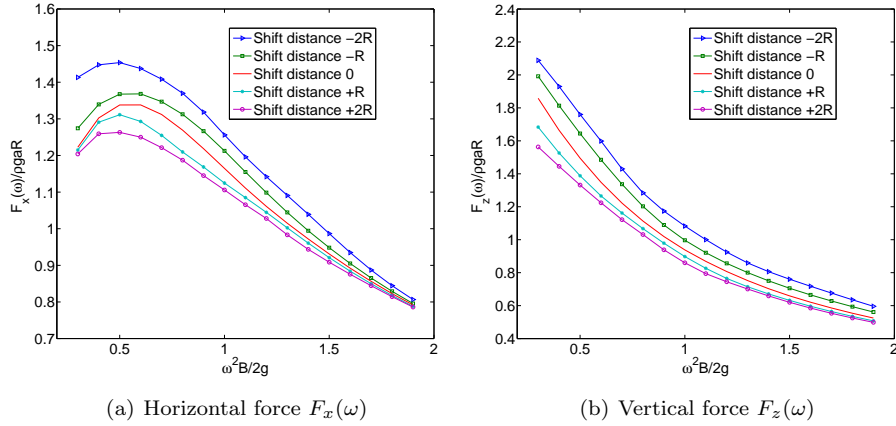 1.6
1.5
1.4
1.3
1.2
1.1
1
0.9
0.8
0.7
F_x(ω)/ρgaR
0.5
1
1.5
2
ω²B/2g
Shift distance −2R
Shift distance −R
Shift distance 0
Shift distance +R
Shift distance +2R
(a) Horizontal force F_x(ω)
2.4
2.2
2
1.8
1.6
1.4
1.2
1
0.8
0.6
0.4
F_z(ω)/ρgaR
0.5
1
1.5
2
ω²B/2g
Shift distance −2R
Shift distance −R
Shift distance 0
Shift distance +R
Shift distance +2R
(b) Vertical force F_z(ω)